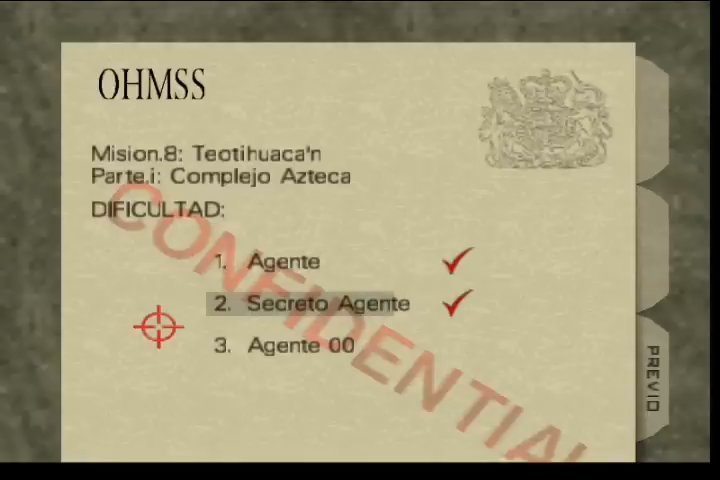 OHMSS
Mision.8: Teotihuaca'n
Parte.i: Complejo Azteca
DIFICULTAD:
1. Agente
2. Secreto Agente
3. Agente 00
CONFIDENTIAL
PREVIO